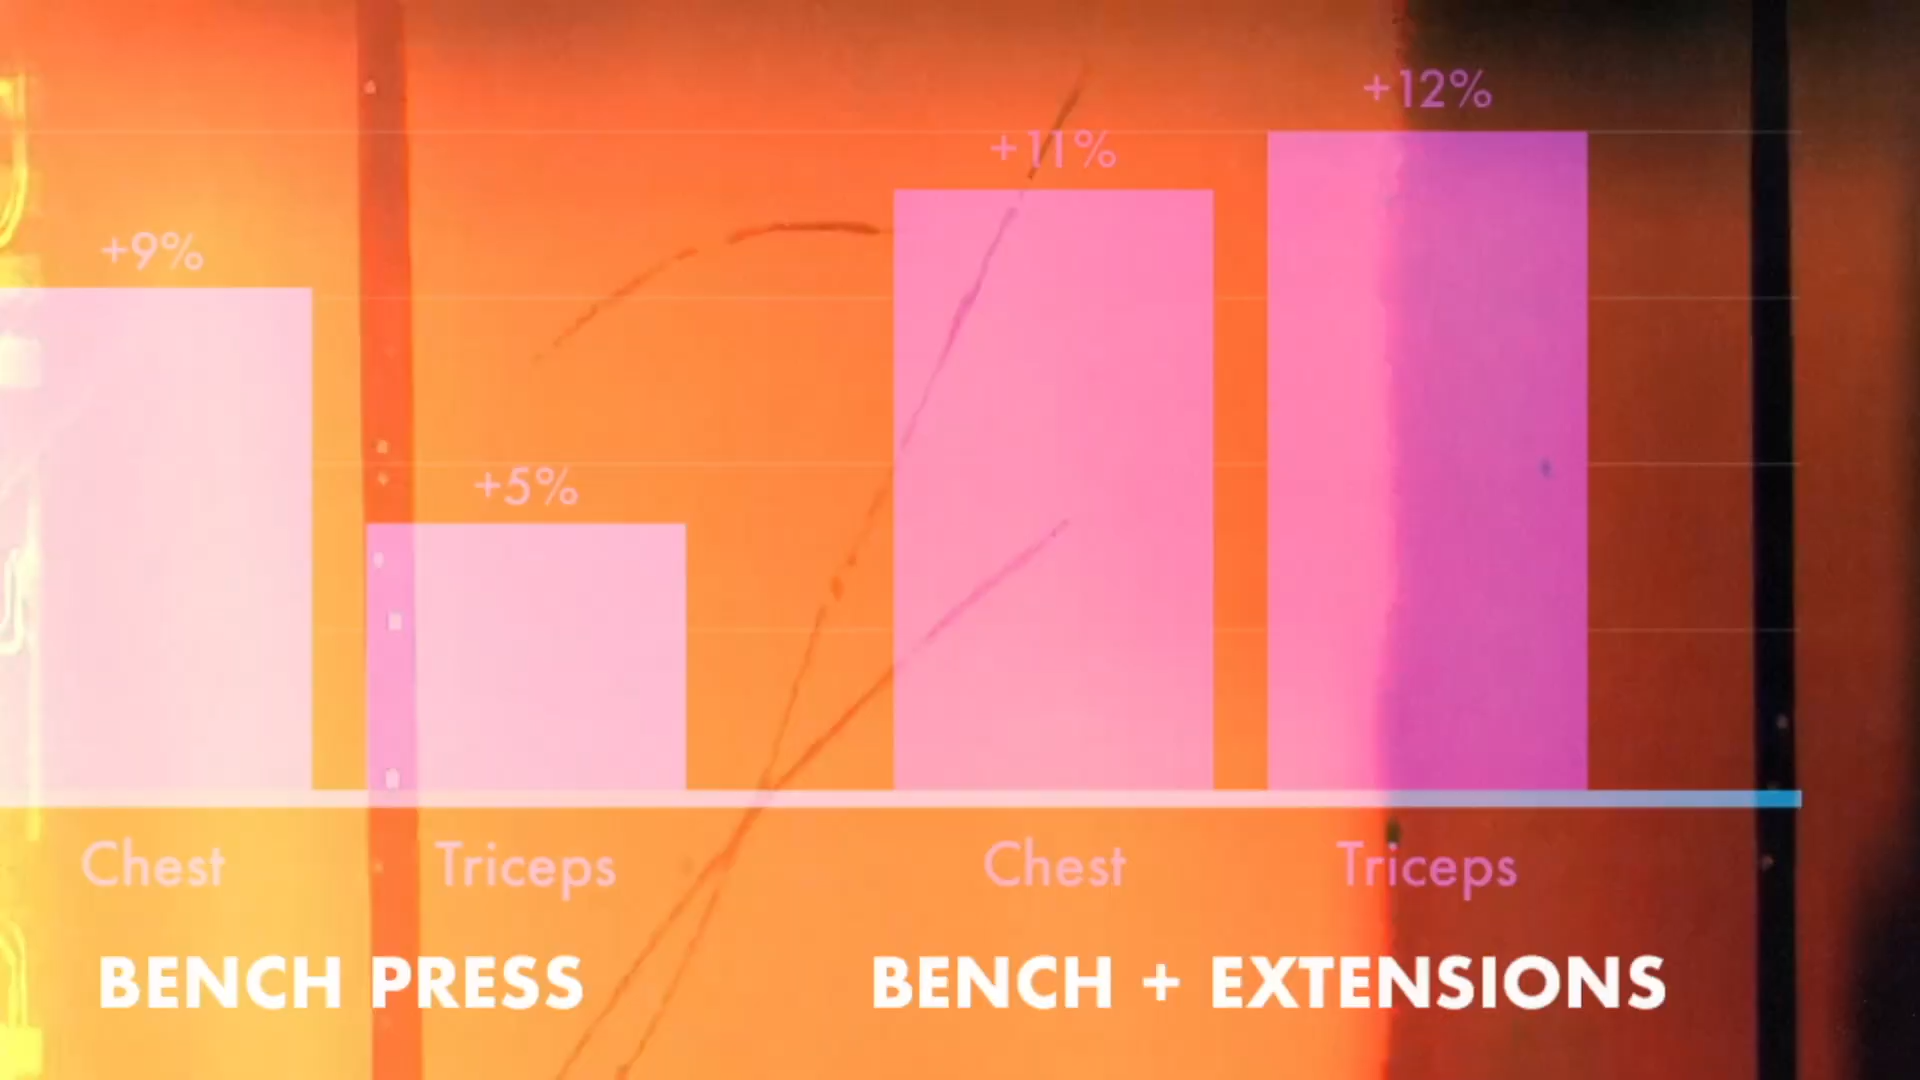 +12%
+11%
+9%
+5%
Chest Triceps Chest Triceps
BENCH PRESS BENCH + EXTENSIONS